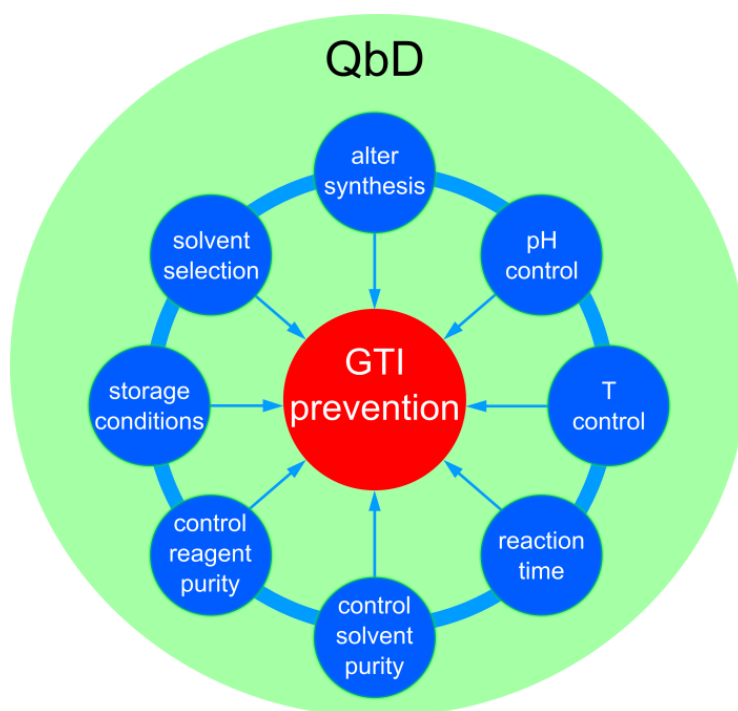 QbD
alter
synthesis
solvent
selection
pH
control
GTI
prevention
storage
conditions
T
control
control
reagent
purity
reaction
time
control
solvent
purity